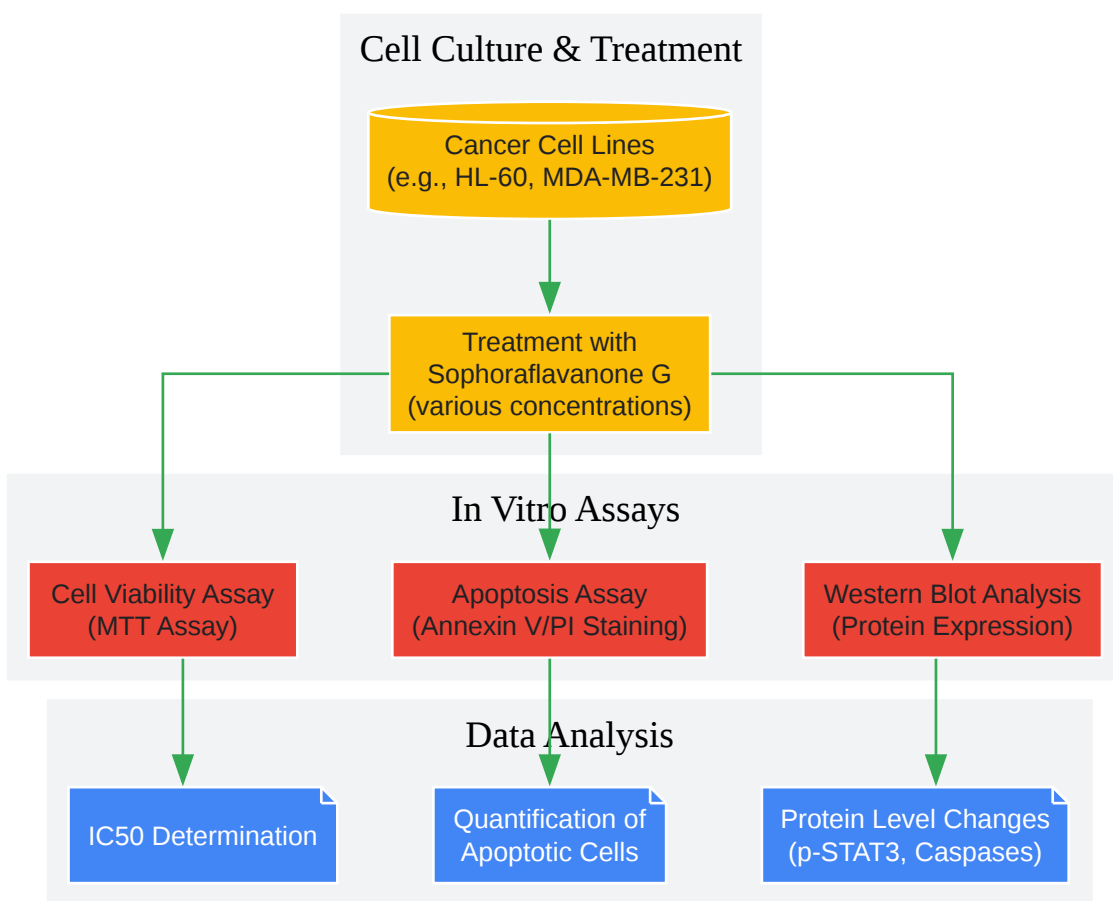 Cell Culture & Treatment
Cancer Cell Lines
(e.g., HL-60, MDA-MB-231)
Treatment with
Sophoraflavanone G
(various concentrations)
In Vitro Assays
Cell Viability Assay
(MTT Assay)
Apoptosis Assay
(Annexin V/PI Staining)
Western Blot Analysis
(Protein Expression)
Data Analysis
IC50 Determination
Quantification of
Apoptotic Cells
Protein Level Changes
(p-STAT3, Caspases)